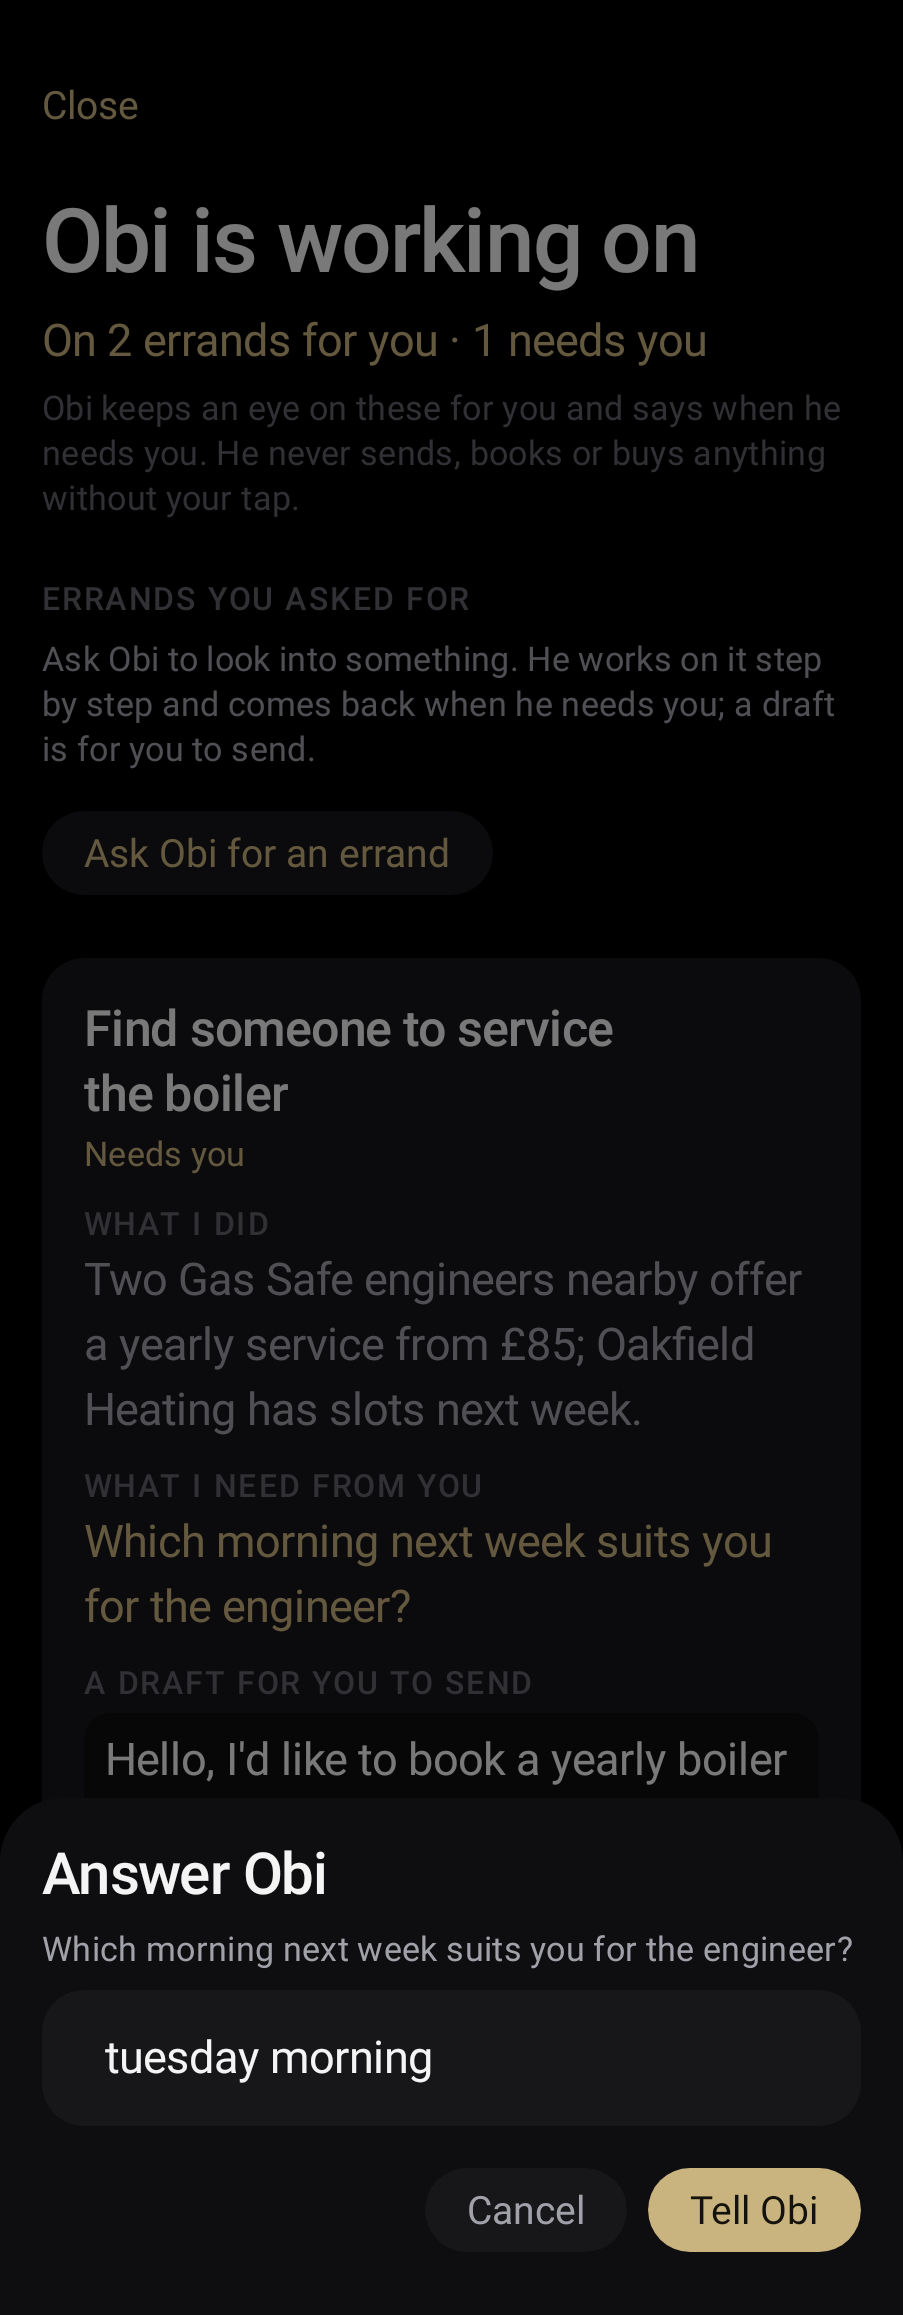 Close
Obi is working on
On 2 errands for you · 1 needs you
Obi keeps an eye on these for you and says when he
needs you. He never sends, books or buys anything
without your tap.
ERRANDS YOU ASKED FOR
Ask Obi to look into something. He works on it step
by step and comes back when he needs you; a draft
is for you to send.
Ask Obi for an errand
Find someone to service
the boiler
Needs you
WHAT I DID
Two Gas Safe engineers nearby offer
a yearly service from £85; Oakfield
Heating has slots next week.
WHAT I NEED FROM YOU
Which morning next week suits you
for the engineer?
A DRAFT FOR YOU TO SEND
Hello, I'd like to book a yearly boiler
Answer Obi
Which morning next week suits you for the engineer?
tuesday morning
Cancel
Tell Obi